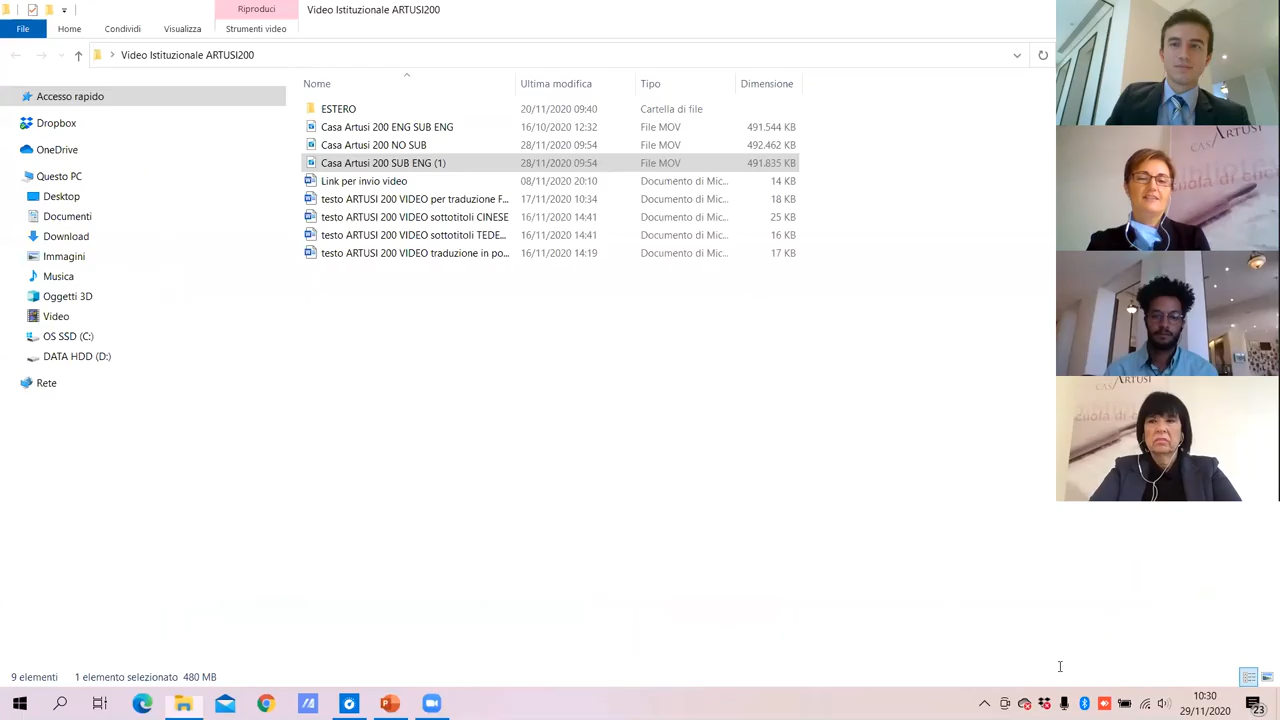 Riproduci
Video Istituzionale ARTUSI200
File
Home
Condividi
Visualizza
Strumenti video
Video Istituzionale ARTUSI200
Nome
Ultima modifica
Tipo
Dimensione
Accesso rapido
Dropbox
OneDrive
Questo PC
Desktop
Documenti
Download
Immagini
Musica
Oggetti 3D
Video
OS SSD (C:)
DATA HDD (D:)
Rete
ESTERO 20/11/2020 09:40 Cartella di file
Casa Artusi 200 ENG SUB ENG 16/10/2020 12:32 File MOV 491.544 KB
Casa Artusi 200 NO SUB 28/11/2020 09:54 File MOV 492.462 KB
Casa Artusi 200 SUB ENG (1) 28/11/2020 09:54 File MOV 491.835 KB
Link per invio video 08/11/2020 20:10 Documento di Mic... 14 KB
testo ARTUSI 200 VIDEO per traduzione F... 17/11/2020 10:34 Documento di Mic... 18 KB
testo ARTUSI 200 VIDEO sottotitoli CINESE 16/11/2020 14:41 Documento di Mic... 25 KB
testo ARTUSI 200 VIDEO sottotitoli TEDE... 16/11/2020 14:41 Documento di Mic... 16 KB
testo ARTUSI 200 VIDEO traduzione in po... 16/11/2020 14:19 Documento di Mic... 17 KB
CASARTUSI
CASARTUSI
9 elementi 1 elemento selezionato 480 MB
10:30
29/11/2020
23